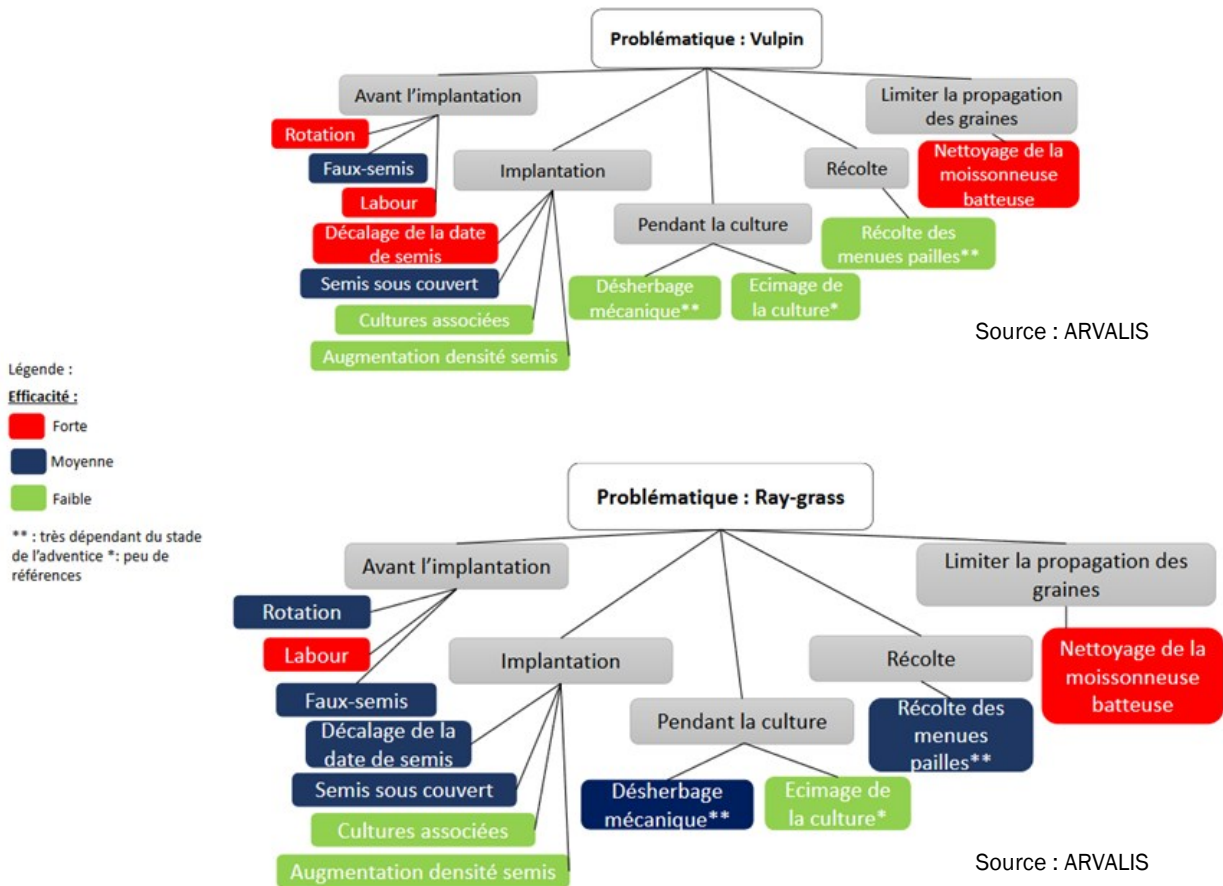 Problématique : Vulpin
Avant l'implantation
Rotation
Faux-semis
Labour
Implantation
Décalage de la date
de semis
Semis sous couvert
Cultures associées
Augmentation densité semis
Pendant la culture
Désherbage
mécanique**
Ecimage de
la culture*
Récolte
Récolte des
menues pailles**
Limiter la propagation
des graines
Nettoyage de la
moissonneuse
batteuse
Source : ARVALIS
Légende :
Efficacité :
Forte
Moyenne
Faible
** : très dépendant du stade
de l'adventice *: peu de
références
Problématique : Ray-grass
Avant l'implantation
Rotation
Labour
Faux-semis
Implantation
Décalage de la
date de semis
Semis sous couvert
Cultures associées
Augmentation densité semis
Pendant la culture
Désherbage
mécanique**
Ecimage de
la culture*
Récolte
Récolte des
menues
pailles**
Limiter la propagation des
graines
Nettoyage de la
moissonneuse
batteuse
Source : ARVALIS